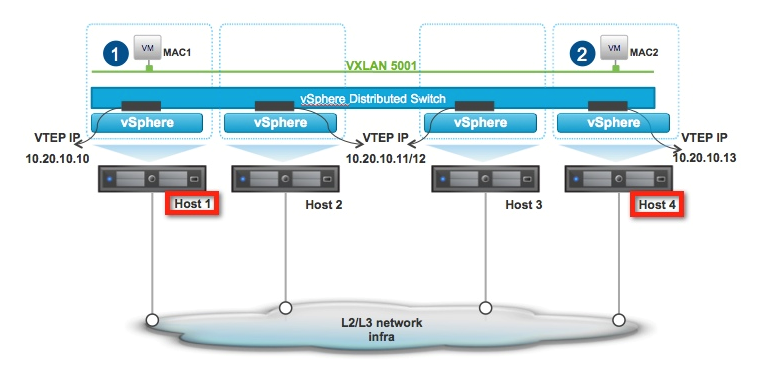 1
VM
MAC1
2
VM
MAC2
VXLAN 5001
vSphere Distributed Switch
vSphere
vSphere
vSphere
vSphere
VTEP IP
10.20.10.10
VTEP IP
10.20.10.11/12
VTEP IP
10.20.10.13
Host 1
Host 2
Host 3
Host 4
L2/L3 network
infra